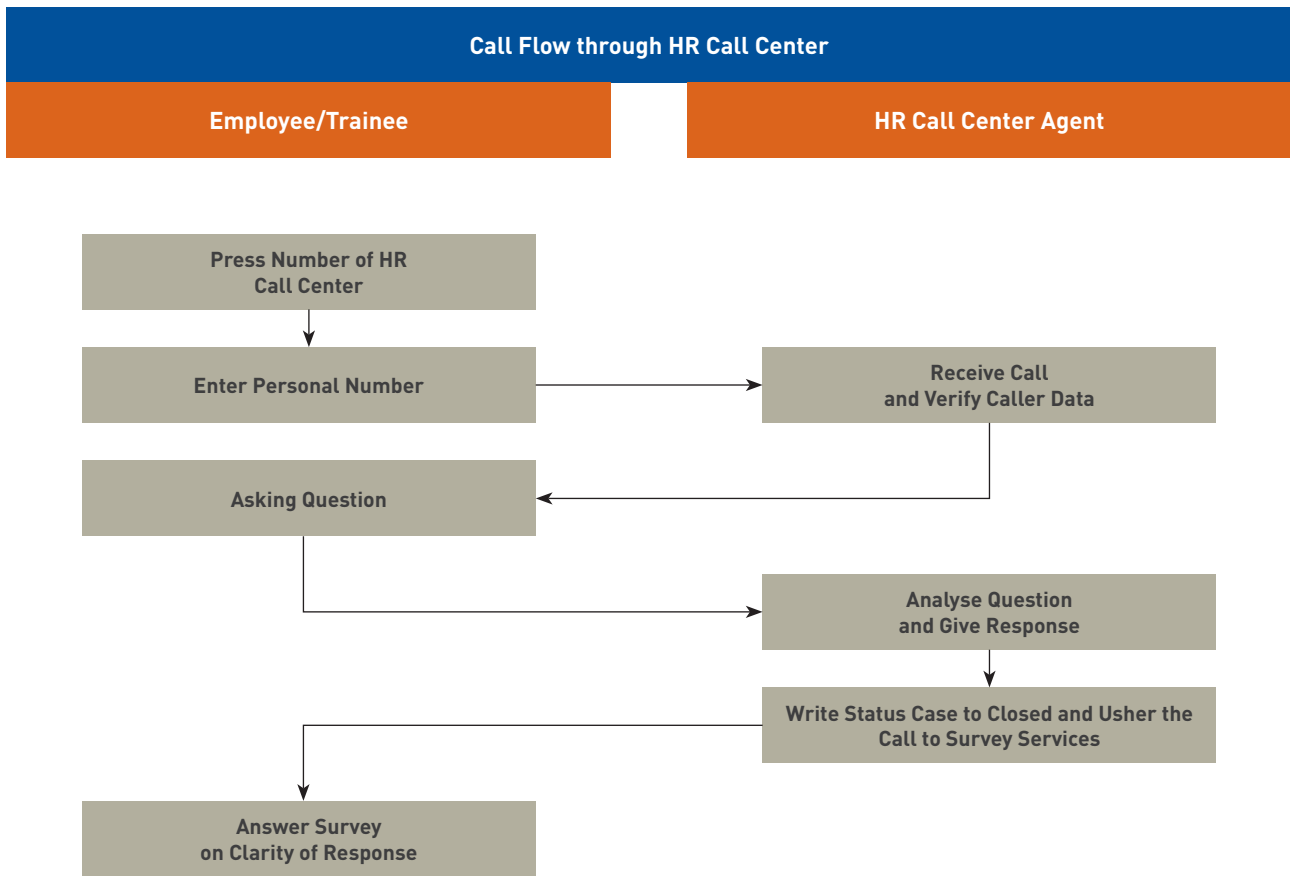 Call Flow through HR Call Center
Employee/Trainee
HR Call Center Agent
Press Number of HR
Call Center
Enter Personal Number
Receive Call
and Verify Caller Data
Asking Question
Analyse Question
and Give Response
Write Status Case to Closed and Usher the
Call to Survey Services
Answer Survey
on Clarity of Response